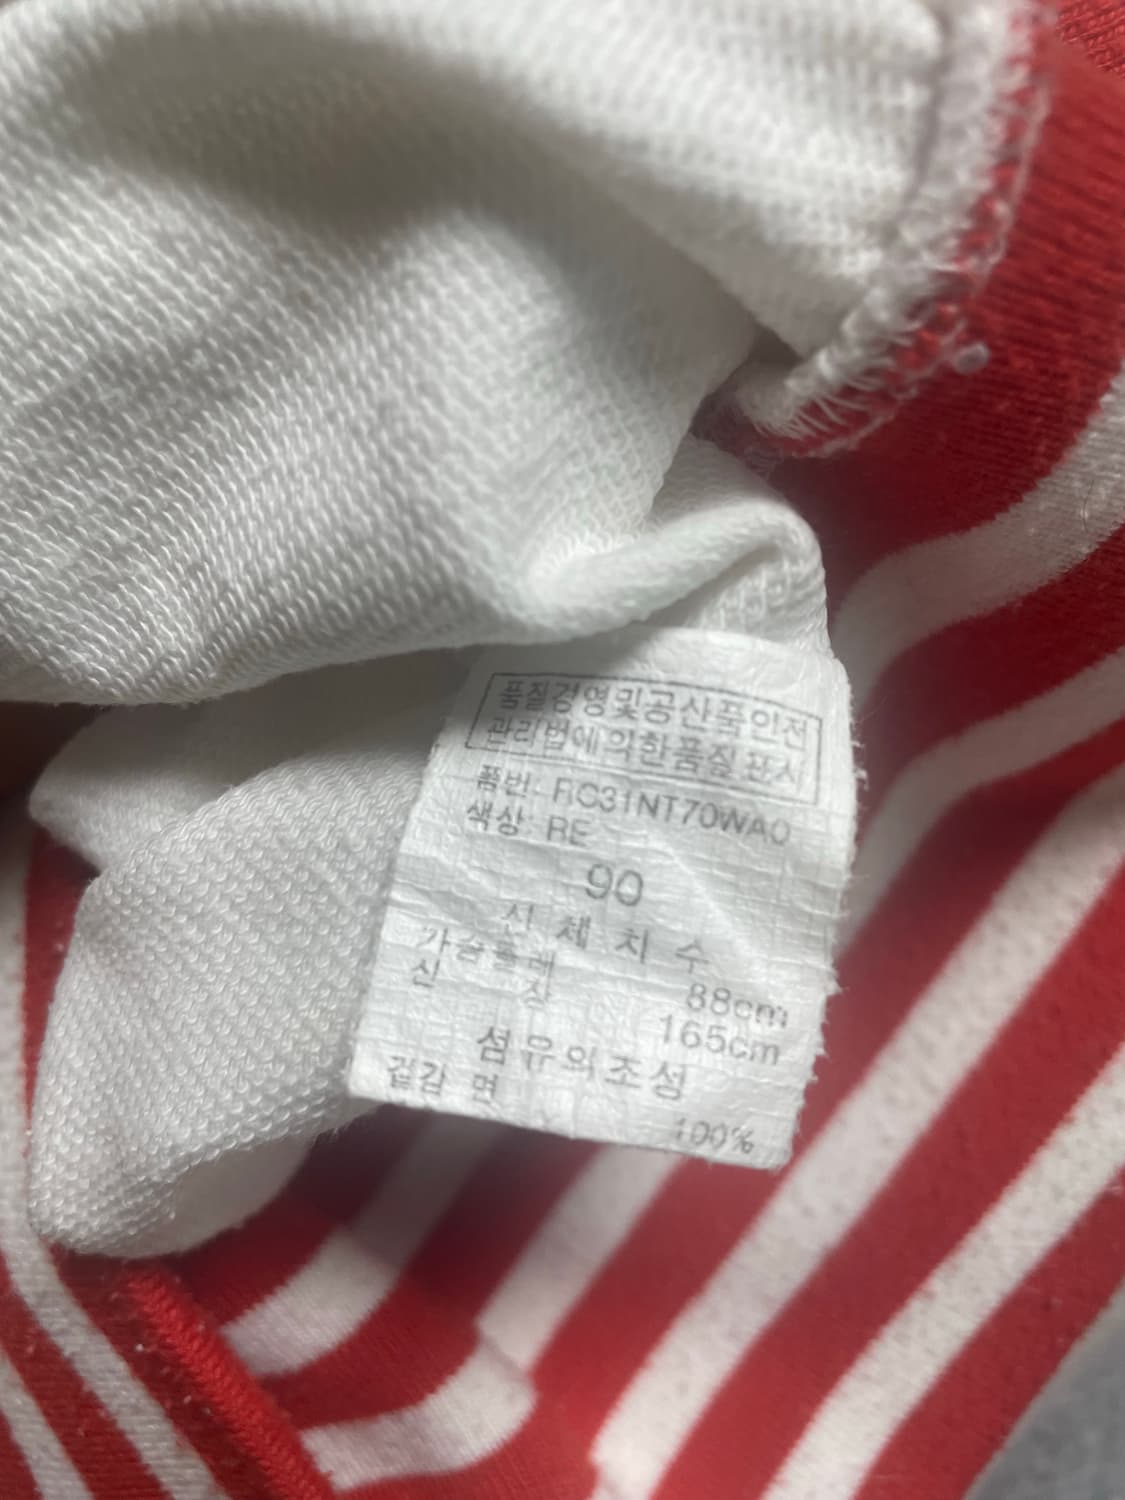 품질경영및공산품안전
관리법에의한품질표시
품번: RC31NT70WAO
색상: RE
90
신 체 치 수
가슴둘레 88cm
신 장 165cm
섬유의조성
겉감 면 100%